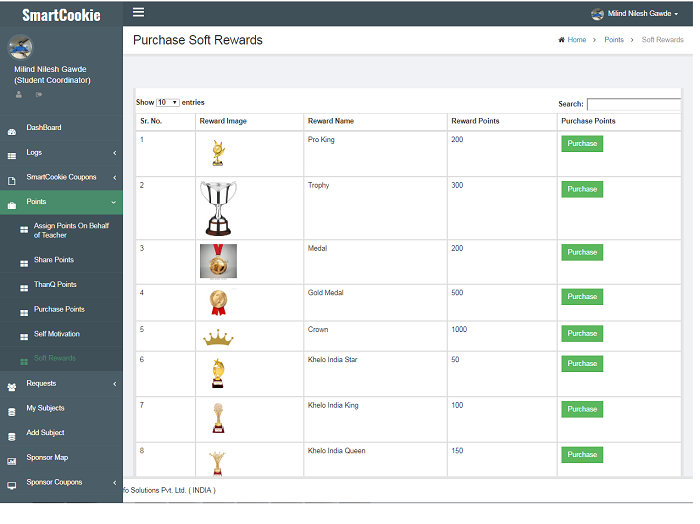 SmartCookie
Milind Nilesh Gawde
Milind Nilesh Gawde
(Student Coordinator)
DashBoard
Logs
SmartCookie Coupons
Points
Assign Points On Behalf
of Teacher
Share Points
ThanQ Points
Purchase Points
Self Motivation
Soft Rewards
Requests
My Subjects
Add Subject
Sponsor Map
Sponsor Coupons
Purchase Soft Rewards
Home > Points > Soft Rewards
Show 10 entries
Search:
Sr. No. Reward Image Reward Name Reward Points Purchase Points
1 Pro King 200 Purchase
2 Trophy 300 Purchase
3 Medal 200 Purchase
4 Gold Medal 500 Purchase
5 Crown 1000 Purchase
6 Khelo India Star 50 Purchase
7 Khelo India King 100 Purchase
8 Khelo India Queen 150 Purchase
fo Solutions Pvt. Ltd. ( INDIA )